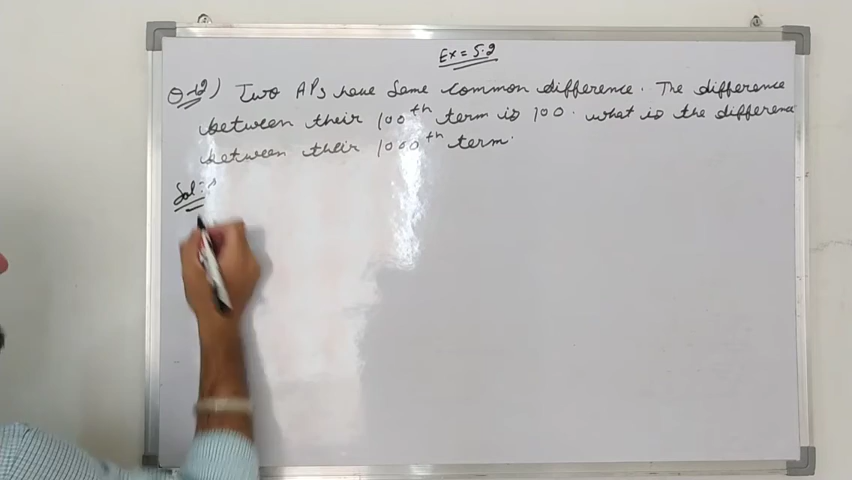 Ex = 5.2
Q-12) Two APs have same common difference. The difference
between their 100th term is 100. what is the difference
between their 1000th term.
Sol:-